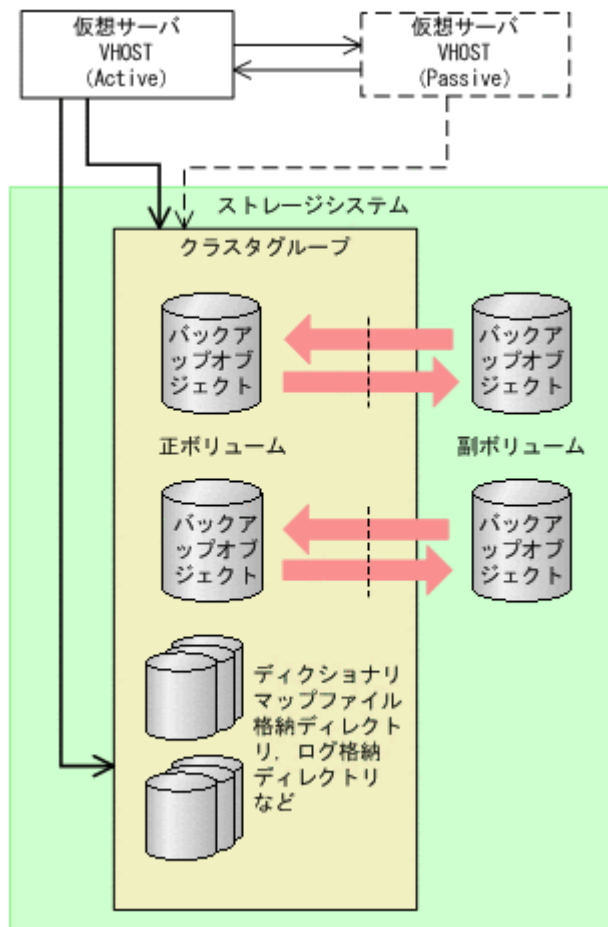 仮想サーバ
VHOST
(Active)
仮想サーバ
VHOST
(Passive)
ストレージシステム
クラスタグループ
バックア
ップオブ
ジェクト
バックア
ップオブ
ジェクト
正ボリューム
副ボリューム
バックア
ップオブ
ジェクト
バックア
ップオブ
ジェクト
ディクショナリ
マップファイル
格納ディレクト
リ，ログ格納
ディレクトリ
など